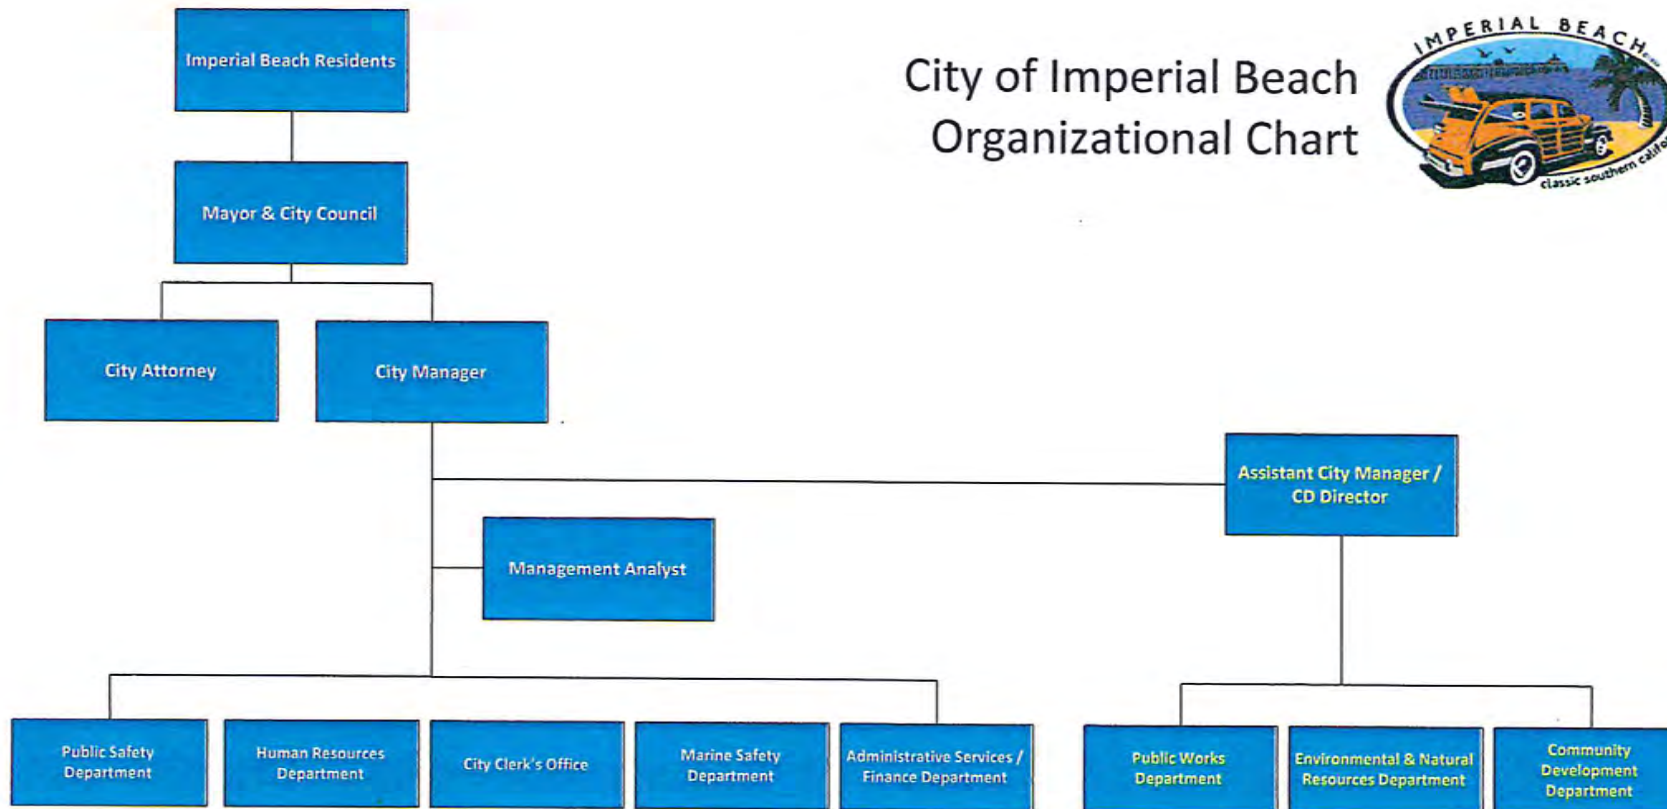 Imperial Beach Residents
City of Imperial Beach
Organizational Chart
IMPERIAL BEACH
classic southern
Mayor & City Council
City Attorney
City Manager
Assistant City Manager /
CD Director
Management Analyst
Public Safety
Department
Human Resources
Department
City Clerk's Office
Marine Safety
Department
Administrative Services /
Finance Department
Public Works
Department
Environmental & Natural
Resources Department
Community
Development
Department